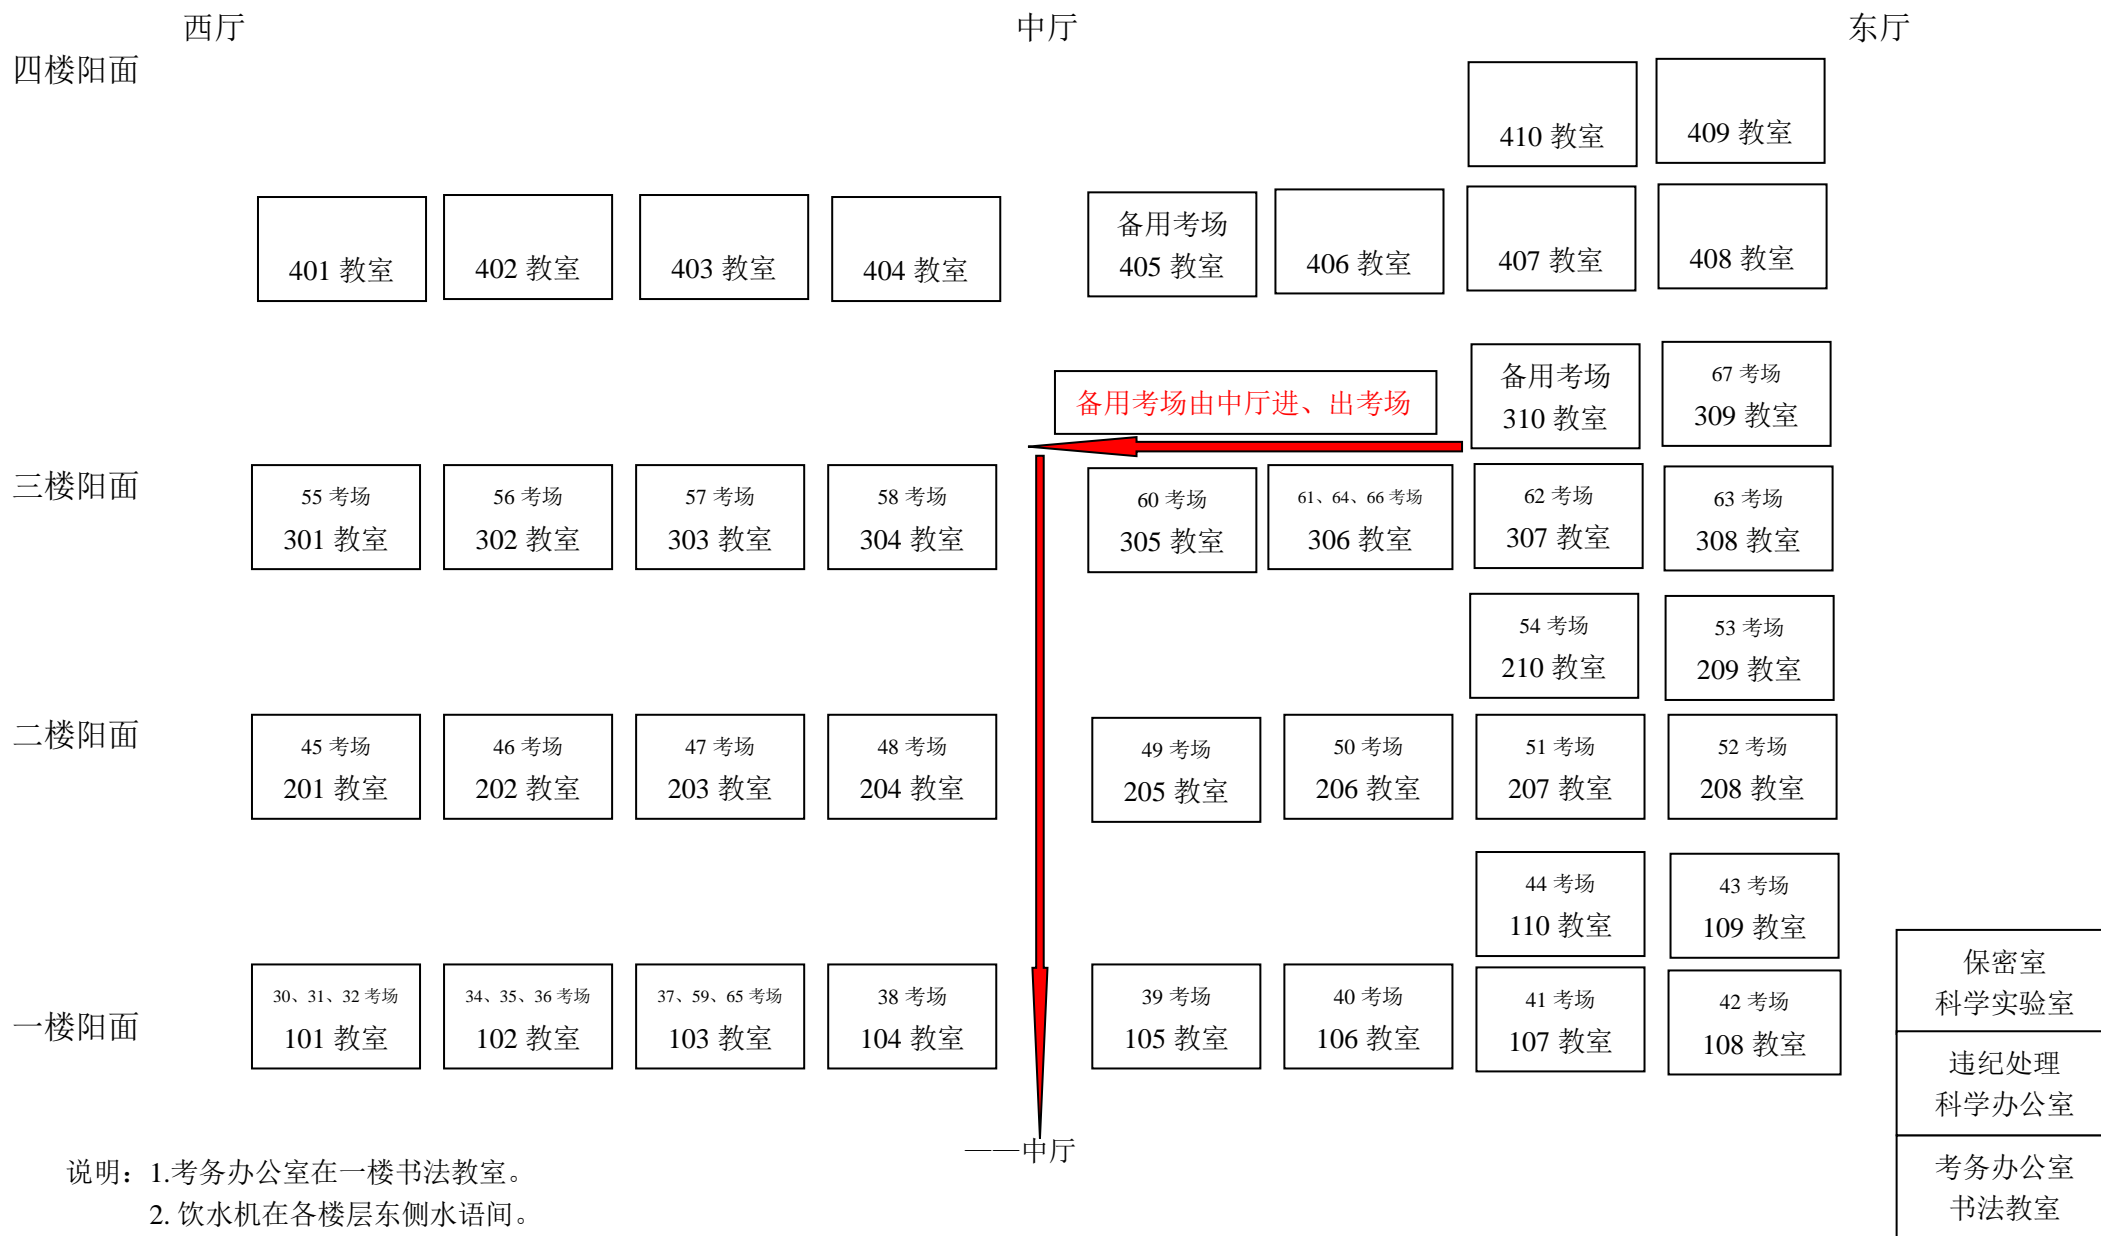 西厅 中厅 东厅
四楼阳面
410 教室 409 教室
备用考场
401 教室 402 教室 403 教室 404 教室 405 教室 406 教室 407 教室 408 教室
备用考场 67 考场
备用考场由中厅进、出考场
310 教室 309 教室
三楼阳面
55 考场 56 考场 57 考场 58 考场 60 考场 61、64、66 考场 62 考场 63 考场
301 教室 302 教室 303 教室 304 教室 305 教室 306 教室 307 教室 308 教室
54 考场 53 考场
210 教室 209 教室
二楼阳面
45 考场 46 考场 47 考场 48 考场 49 考场 50 考场 51 考场 52 考场
201 教室 202 教室 203 教室 204 教室 205 教室 206 教室 207 教室 208 教室
44 考场 43 考场
110 教室 109 教室
保密室
科学实验室
一楼阳面
30、31、32 考场 34、35、36 考场 37、59、65 考场 38 考场 39 考场 40 考场 41 考场 42 考场
101 教室 102 教室 103 教室 104 教室 105 教室 106 教室 107 教室 108 教室
违纪处理
科学办公室
——中厅
考务办公室
书法教室
说明：1.考务办公室在一楼书法教室。
2. 饮水机在各楼层东侧水语间。